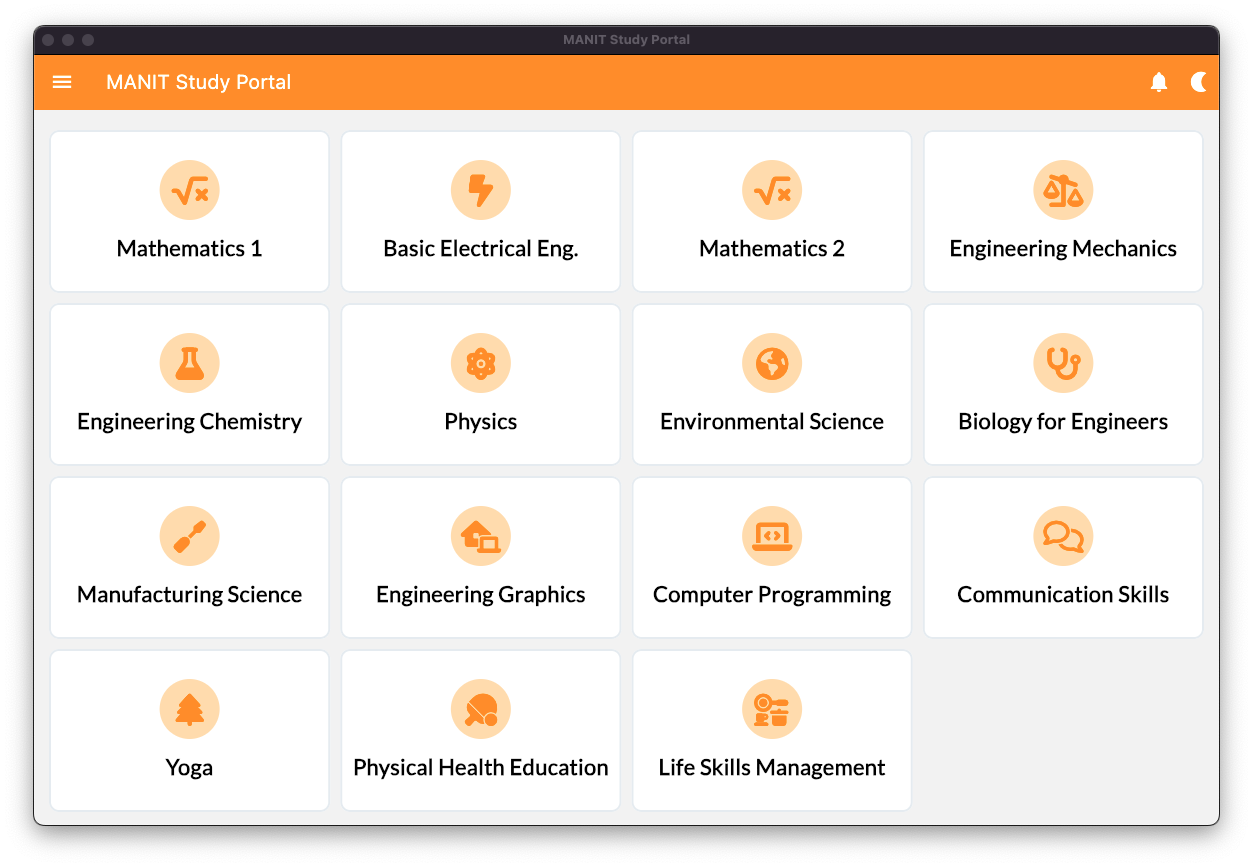 MANIT Study Portal
MANIT Study Portal
Mathematics 1
Basic Electrical Eng.
Mathematics 2
Engineering Mechanics
Engineering Chemistry
Physics
Environmental Science
Biology for Engineers
Manufacturing Science
Engineering Graphics
Computer Programming
Communication Skills
Yoga
Physical Health Education
Life Skills Management